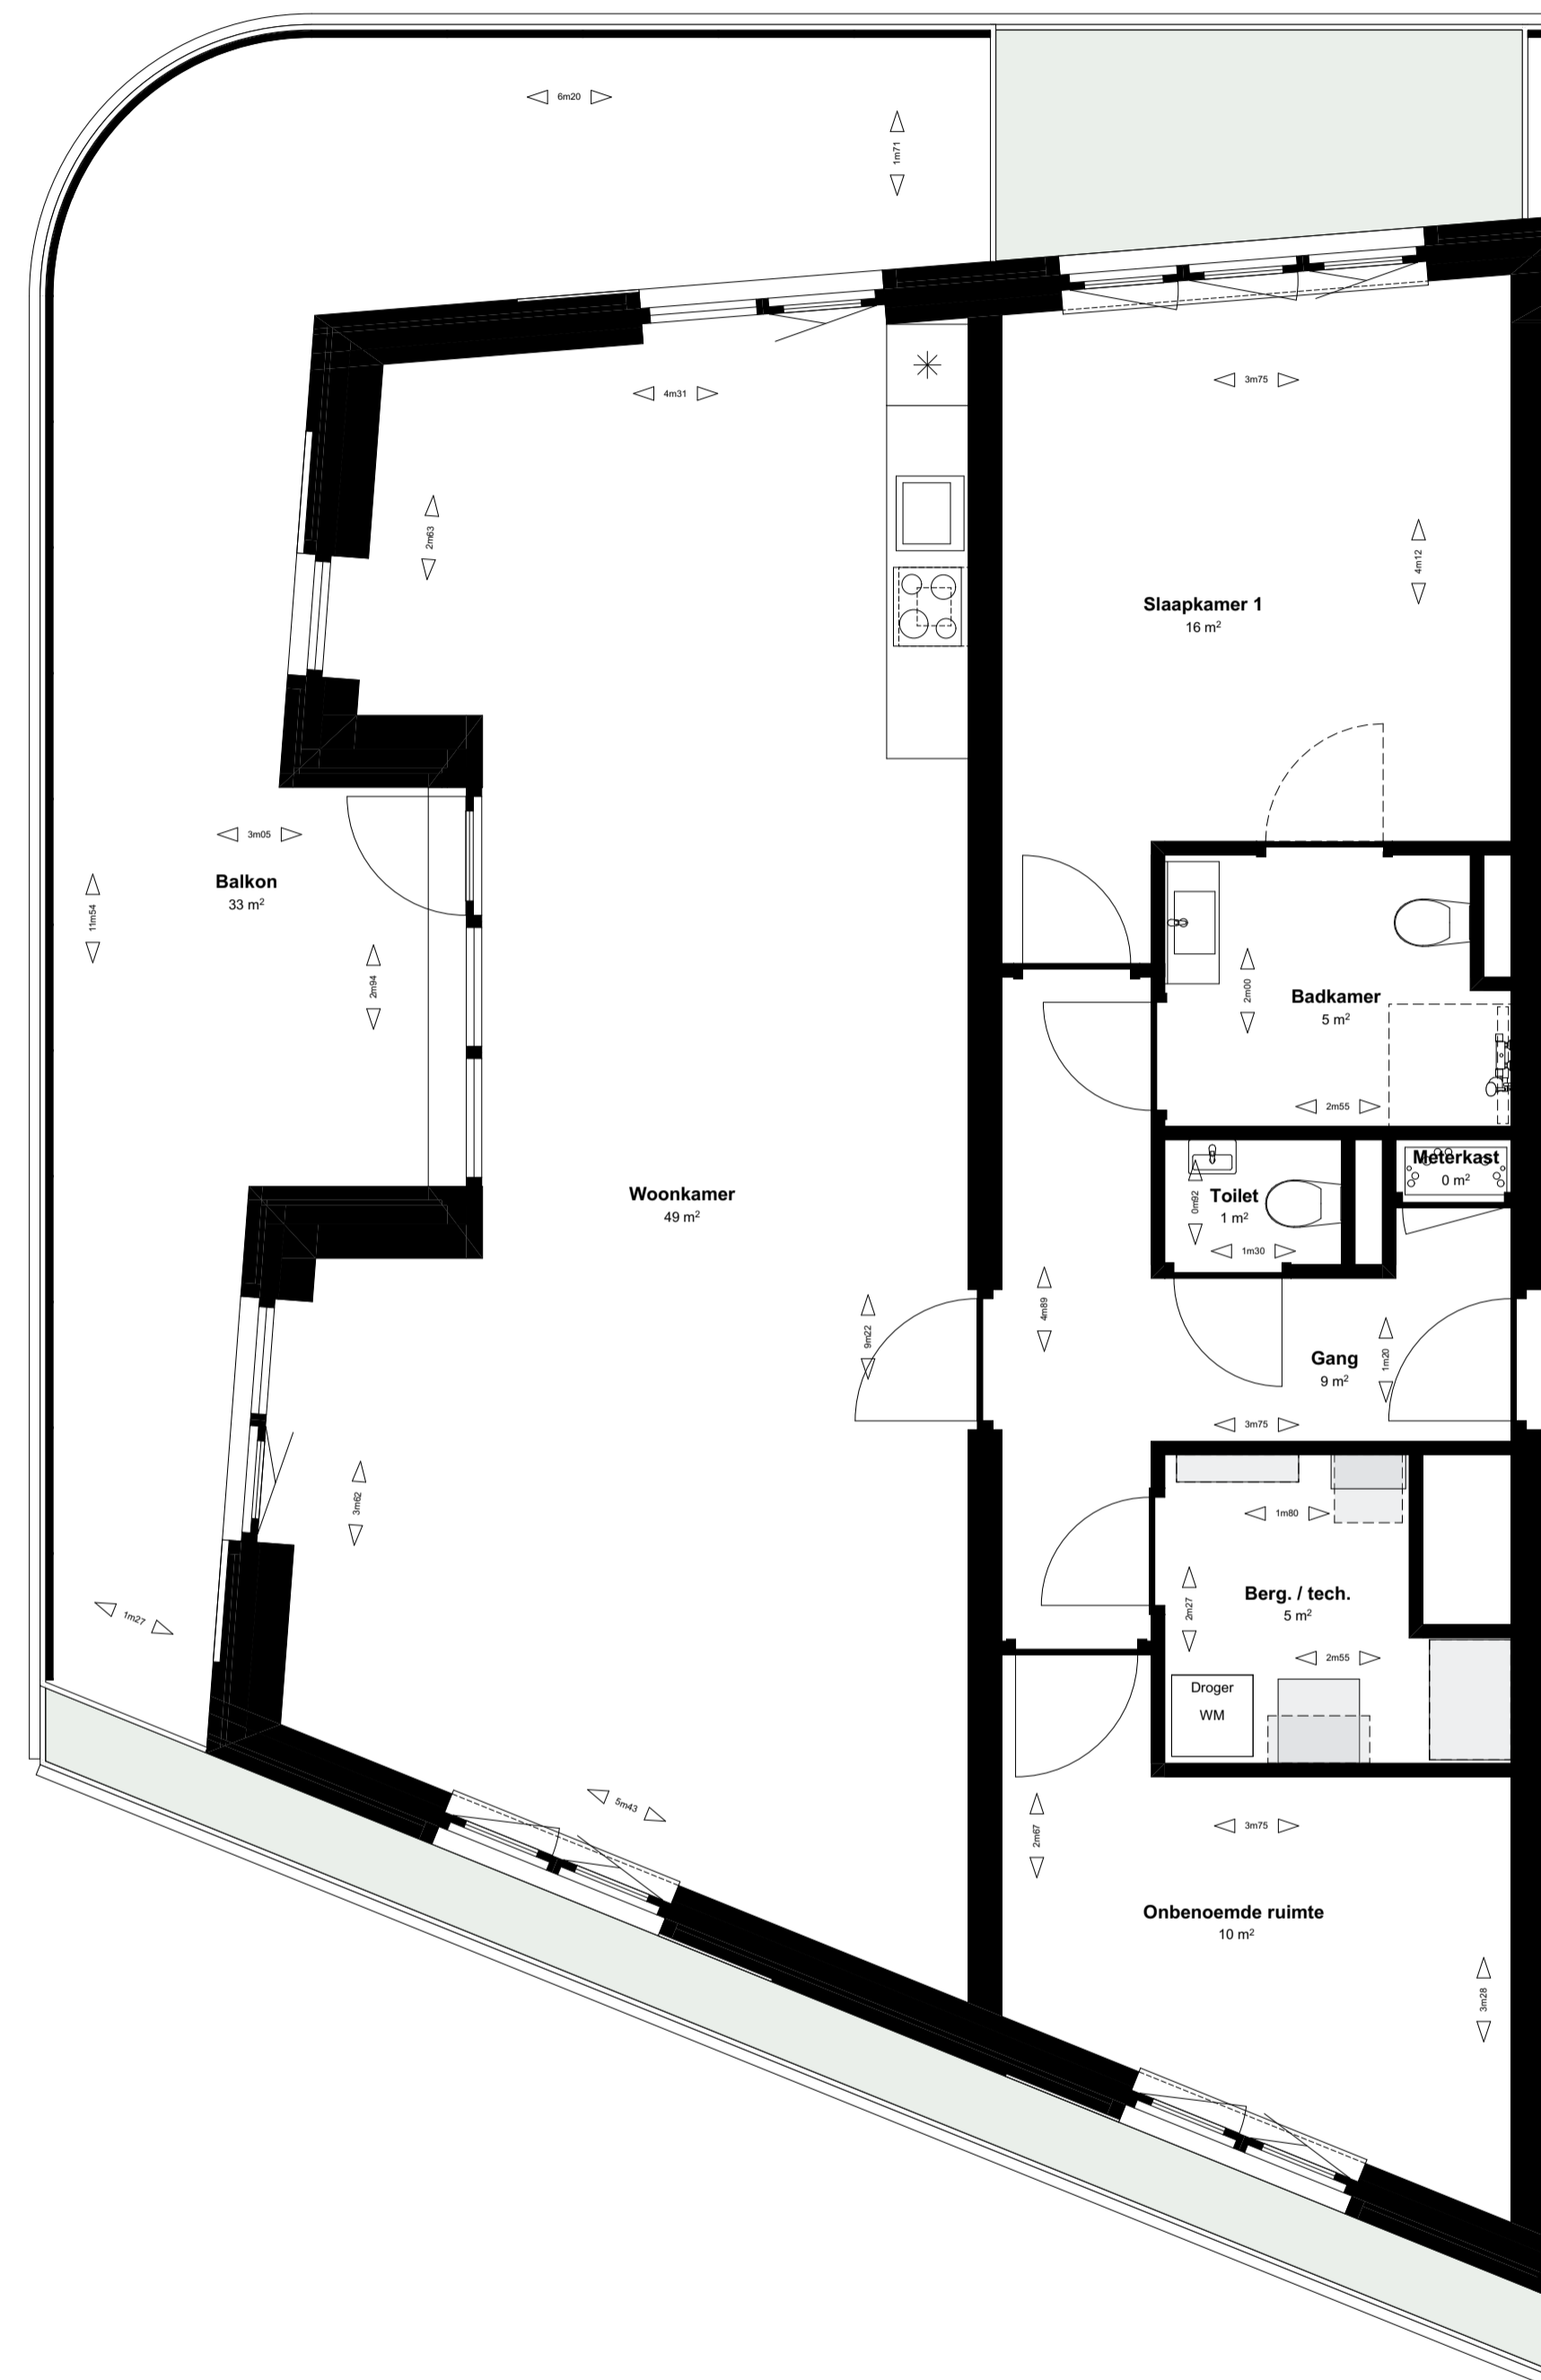 6m20
1m71
4m31
3m75
2m63
4m12
Slaapkamer 1
16 m²
3m05
Balkon
33 m²
11m54
2m94
2m00
Badkamer
5 m²
2m55
Meterkast
0 m²
Woonkamer
49 m²
0m92
Toilet
1 m²
1m30
4m89
9m22
Gang
9 m²
1m20
3m75
3m62
1m80
Berg. / tech.
5 m²
2m27
1m27
2m55
Droger
WM
5m43
2m67
3m75
Onbenoemde ruimte
10 m²
3m28